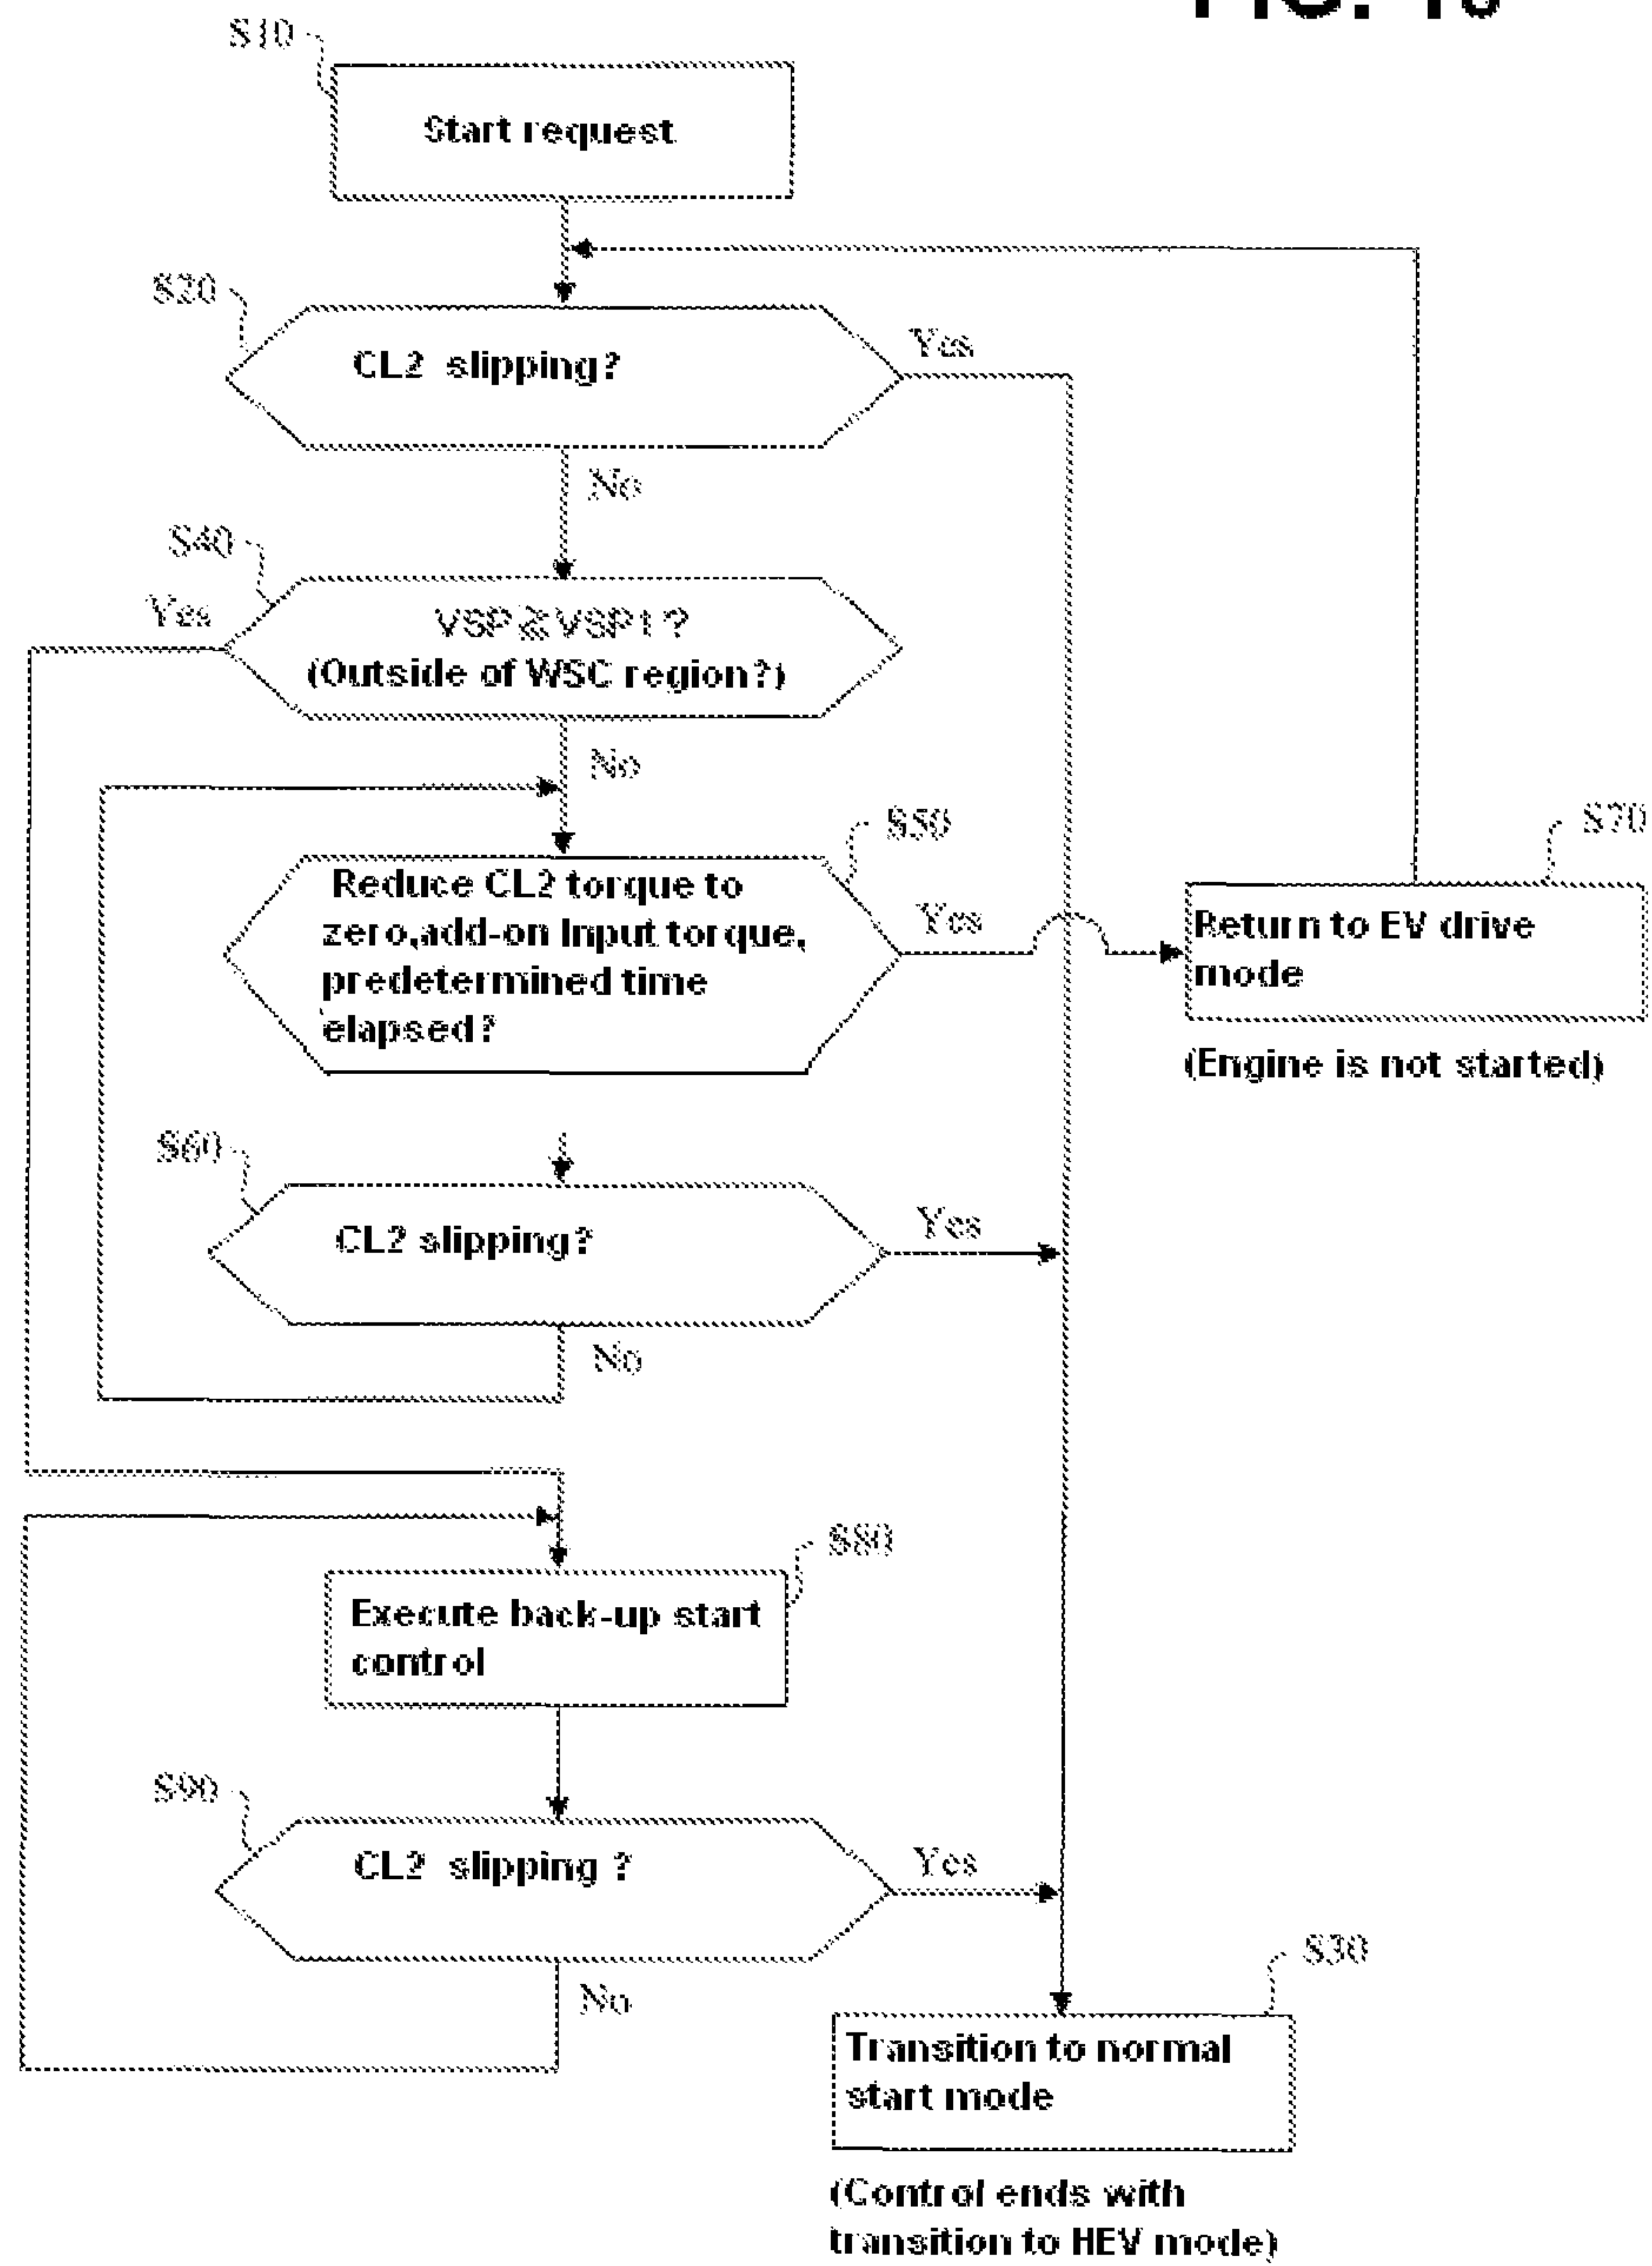 S10
Start request
S20
CL2 slipping?
Yes
No
S40
Yes
VSP≧VSP1?
(Outside of WSC region?)
No
S50
Reduce CL2 torque to
zero,add-on Input torque,
predetermined time
elapsed?
Yes
S70
Return to EV drive
mode
(Engine is not started)
S60
CL2 slipping?
Yes
No
S80
Execute back-up start
control
S90
CL2 slipping ?
Yes
No
S30
Transition to normal
start mode
(Control ends with
transition to HEV mode)